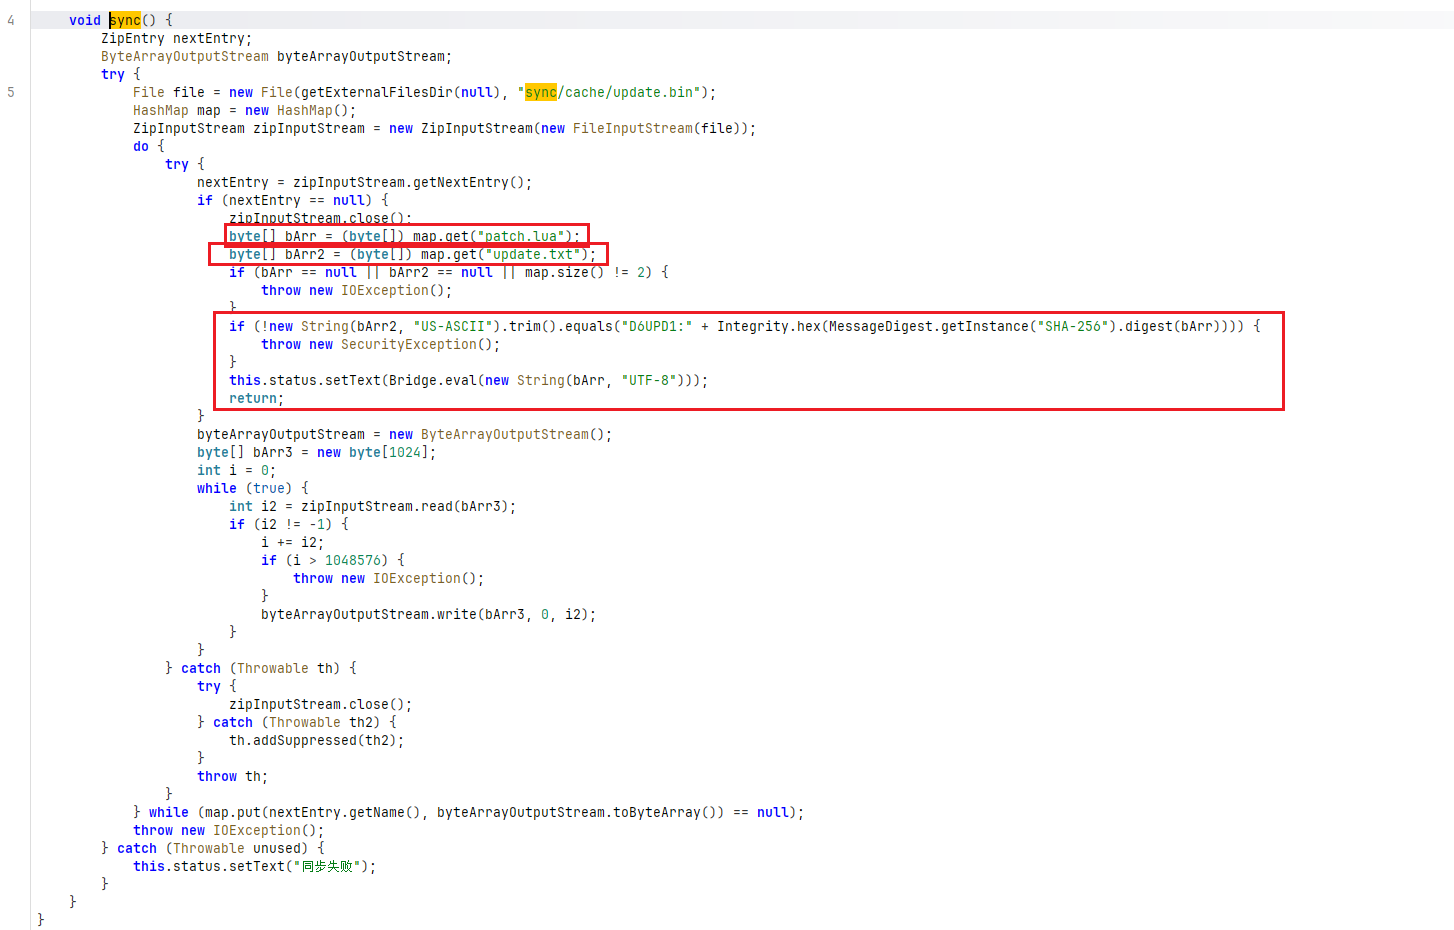 4 void sync() {
ZipEntry nextEntry;
ByteArrayOutputStream byteArrayOutputStream;
try {
5 File file = new File(getExternalFilesDir(null), "sync/cache/update.bin");
HashMap map = new HashMap();
ZipInputStream zipInputStream = new ZipInputStream(new FileInputStream(file));
do {
try {
nextEntry = zipInputStream.getNextEntry();
if (nextEntry == null) {
zipInputStream.close();
byte[] bArr = (byte[]) map.get("patch.lua");
byte[] bArr2 = (byte[]) map.get("update.txt");
if (bArr == null || bArr2 == null || map.size() != 2) {
throw new IOException();
}
if (!new String(bArr2, "US-ASCII").trim().equals("D6UPD1:" + Integrity.hex(MessageDigest.getInstance("SHA-256").digest(bArr)))) {
throw new SecurityException();
}
this.status.setText(Bridge.eval(new String(bArr, "UTF-8")));
return;
}
byteArrayOutputStream = new ByteArrayOutputStream();
byte[] bArr3 = new byte[1024];
int i = 0;
while (true) {
int i2 = zipInputStream.read(bArr3);
if (i2 != -1) {
i += i2;
if (i > 1048576) {
throw new IOException();
}
byteArrayOutputStream.write(bArr3, 0, i2);
}
}
} catch (Throwable th) {
try {
zipInputStream.close();
} catch (Throwable th2) {
th.addSuppressed(th2);
}
throw th;
}
} while (map.put(nextEntry.getName(), byteArrayOutputStream.toByteArray()) == null);
throw new IOException();
} catch (Throwable unused) {
this.status.setText("同步失败");
}
}
}